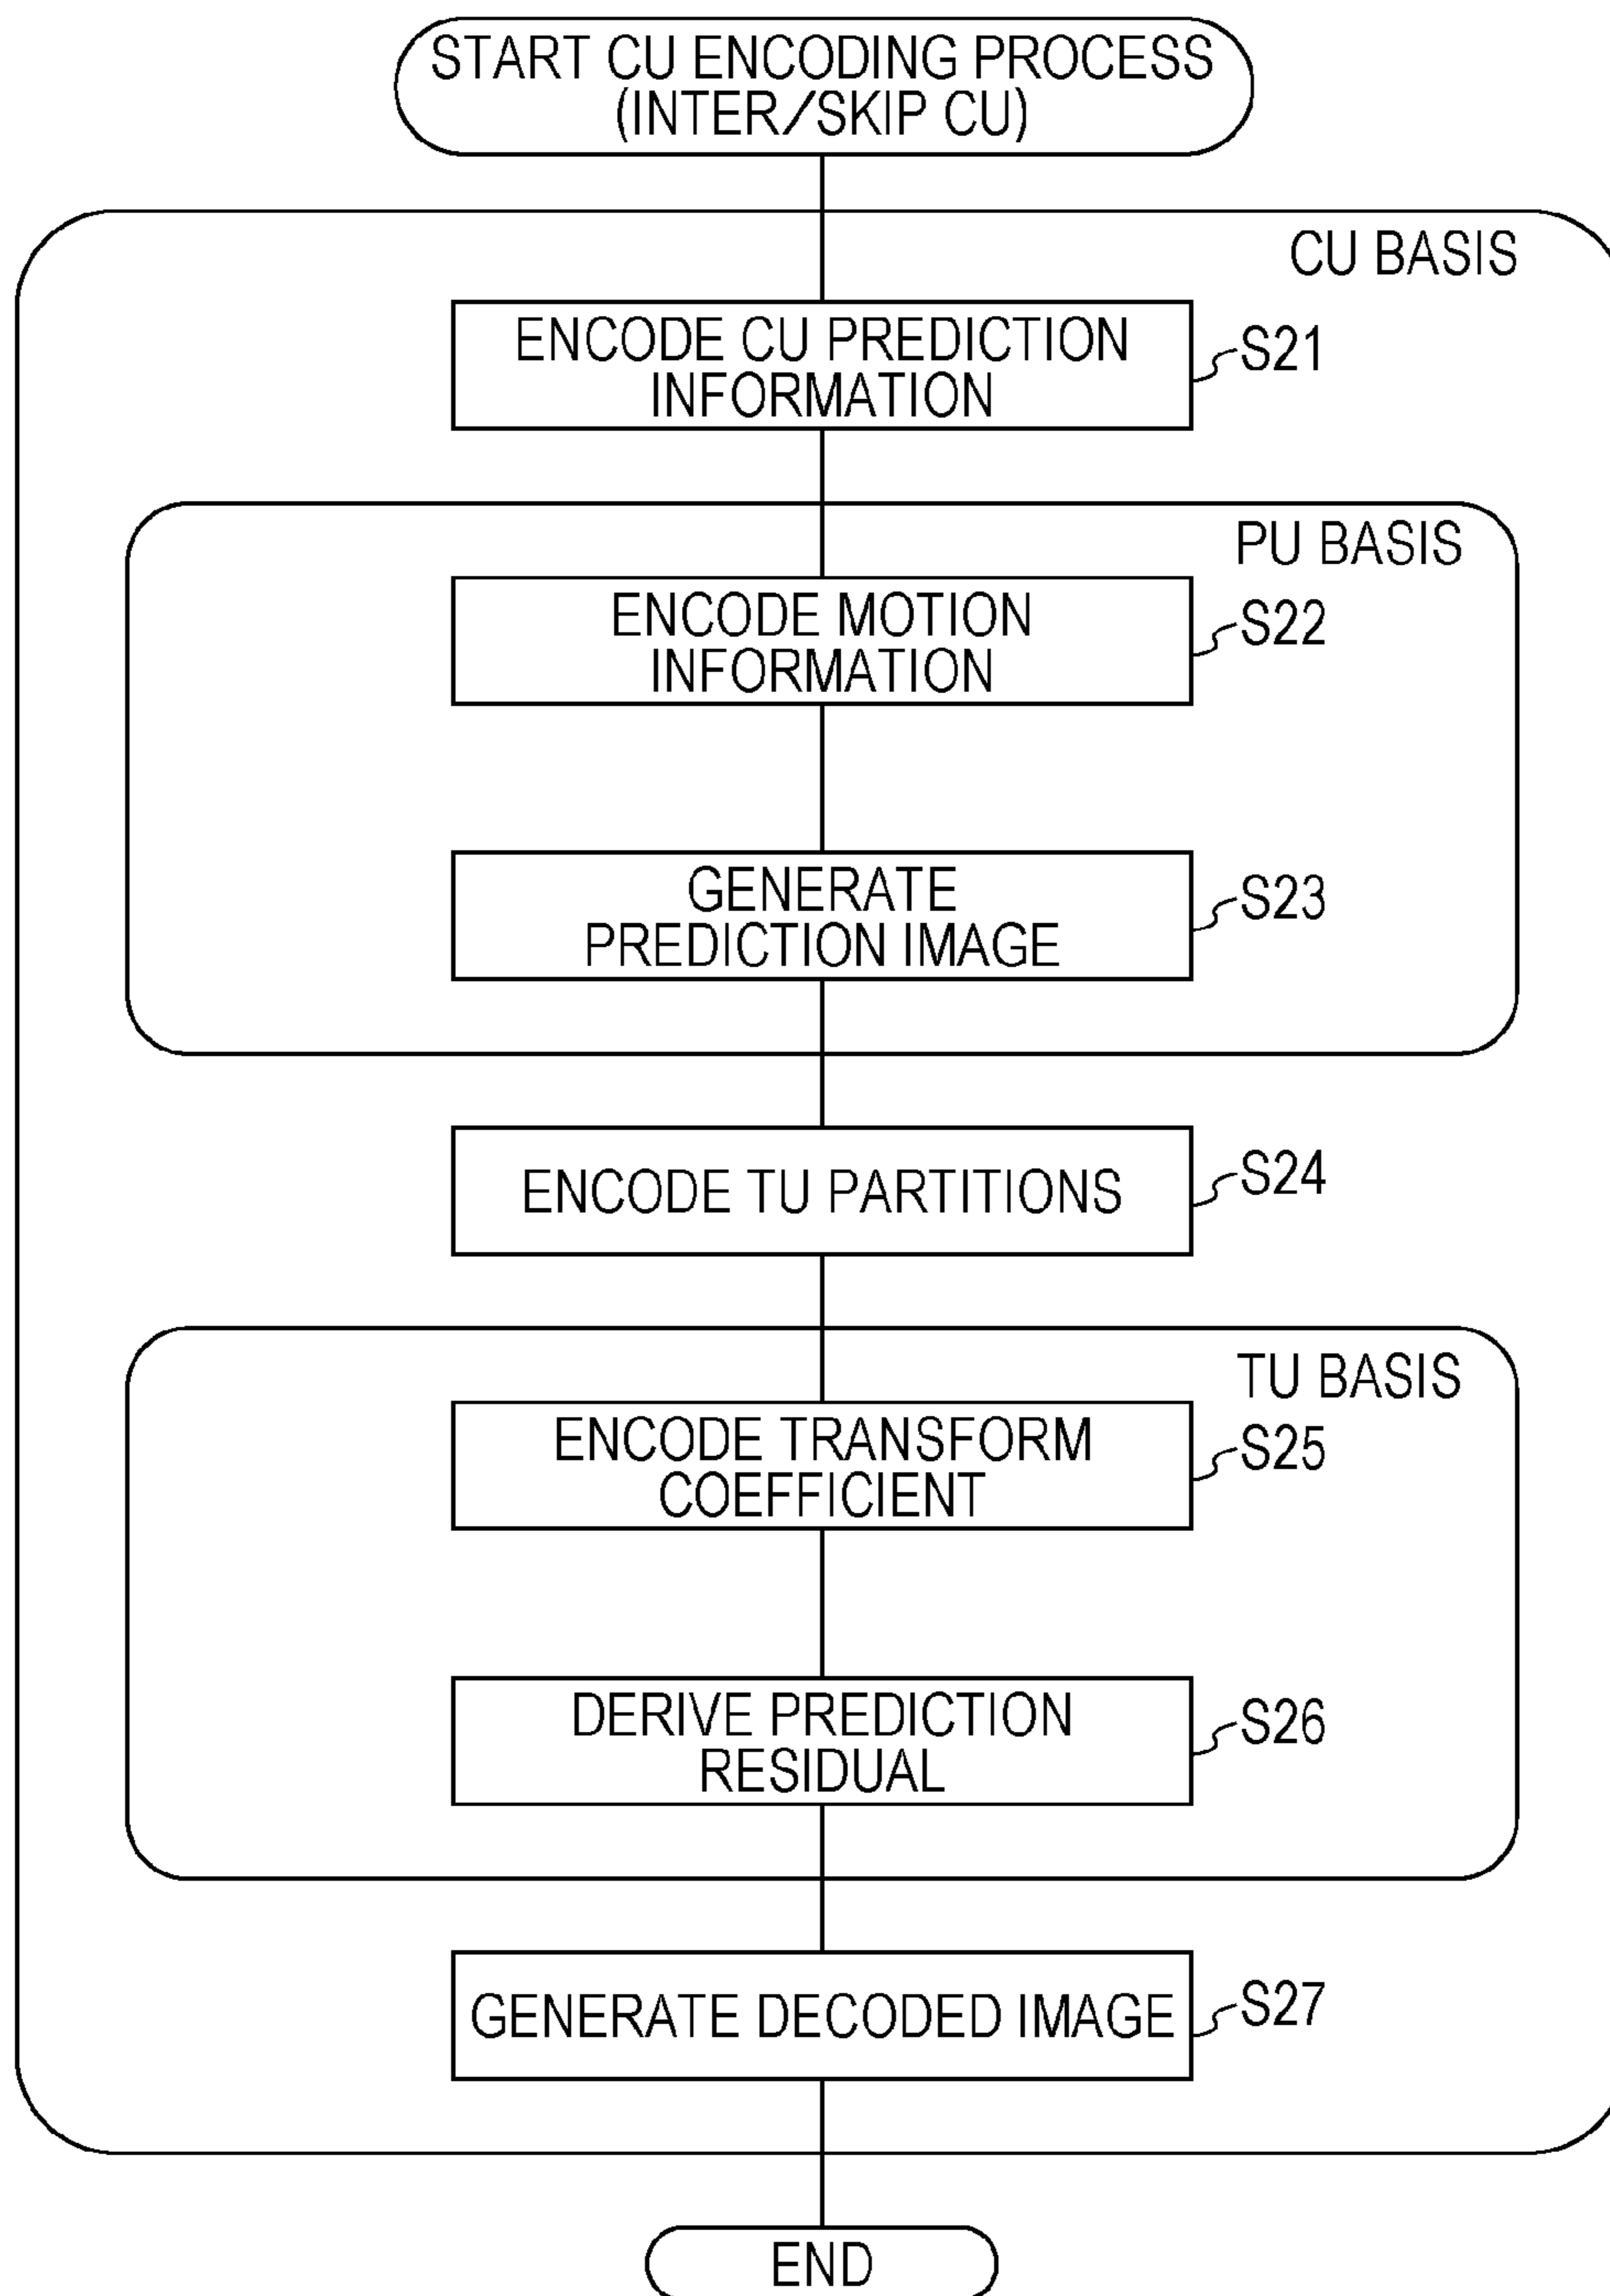 START CU ENCODING PROCESS
(INTER/SKIP CU)
CU BASIS
ENCODE CU PREDICTION
INFORMATION
S21
PU BASIS
ENCODE MOTION
INFORMATION
S22
GENERATE
PREDICTION IMAGE
S23
ENCODE TU PARTITIONS
S24
TU BASIS
ENCODE TRANSFORM
COEFFICIENT
S25
DERIVE PREDICTION
RESIDUAL
S26
GENERATE DECODED IMAGE
S27
END